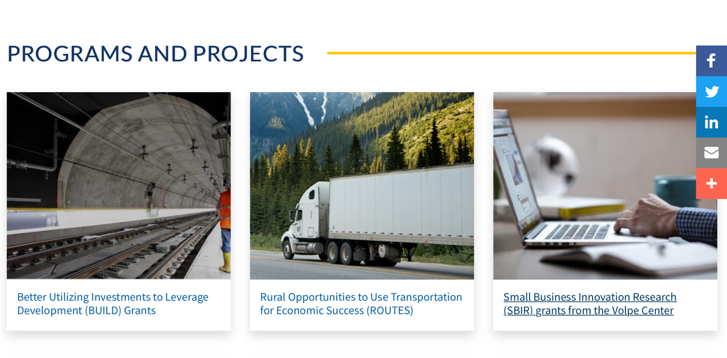 PROGRAMS AND PROJECTS
Better Utilizing Investments to Leverage
Development (BUILD) Grants
Rural Opportunities to Use Transportation
for Economic Success (ROUTES)
Small Business Innovation Research
(SBIR) grants from the Volpe Center